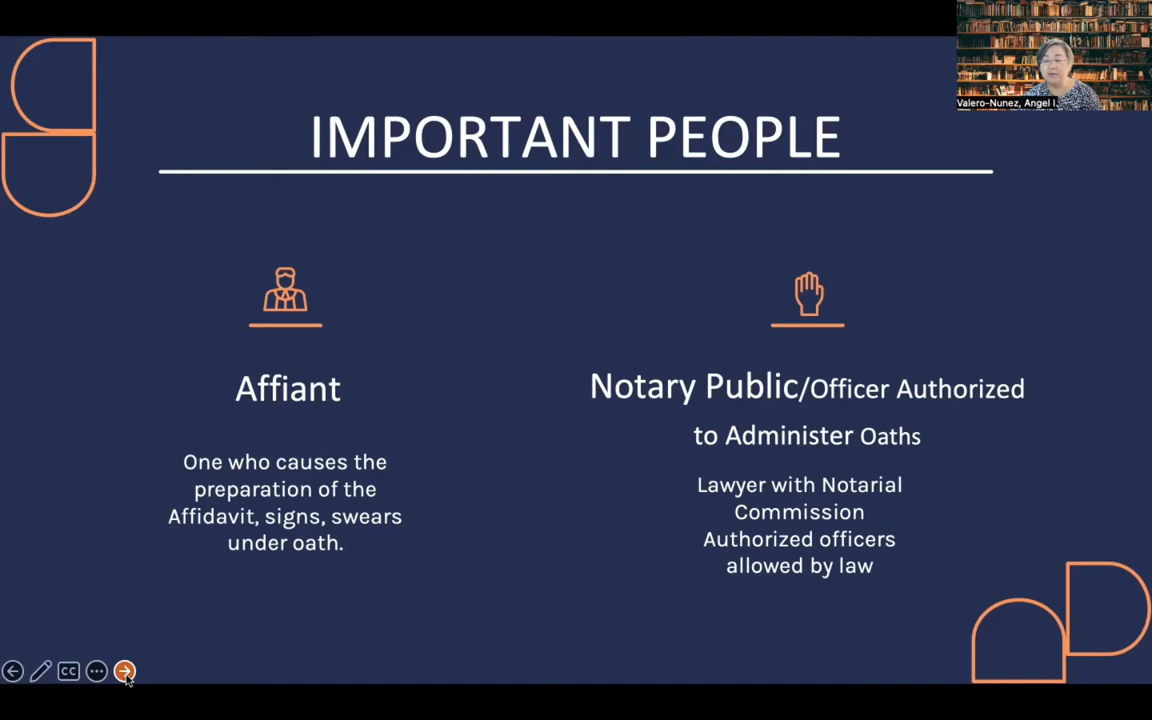 Valero-Nunez, Angel I.
IMPORTANT PEOPLE
Affiant
One who causes the
preparation of the
Affidavit, signs, swears
under oath.
Notary Public/Officer Authorized
to Administer Oaths
Lawyer with Notarial
Commission
Authorized officers
allowed by law
CC